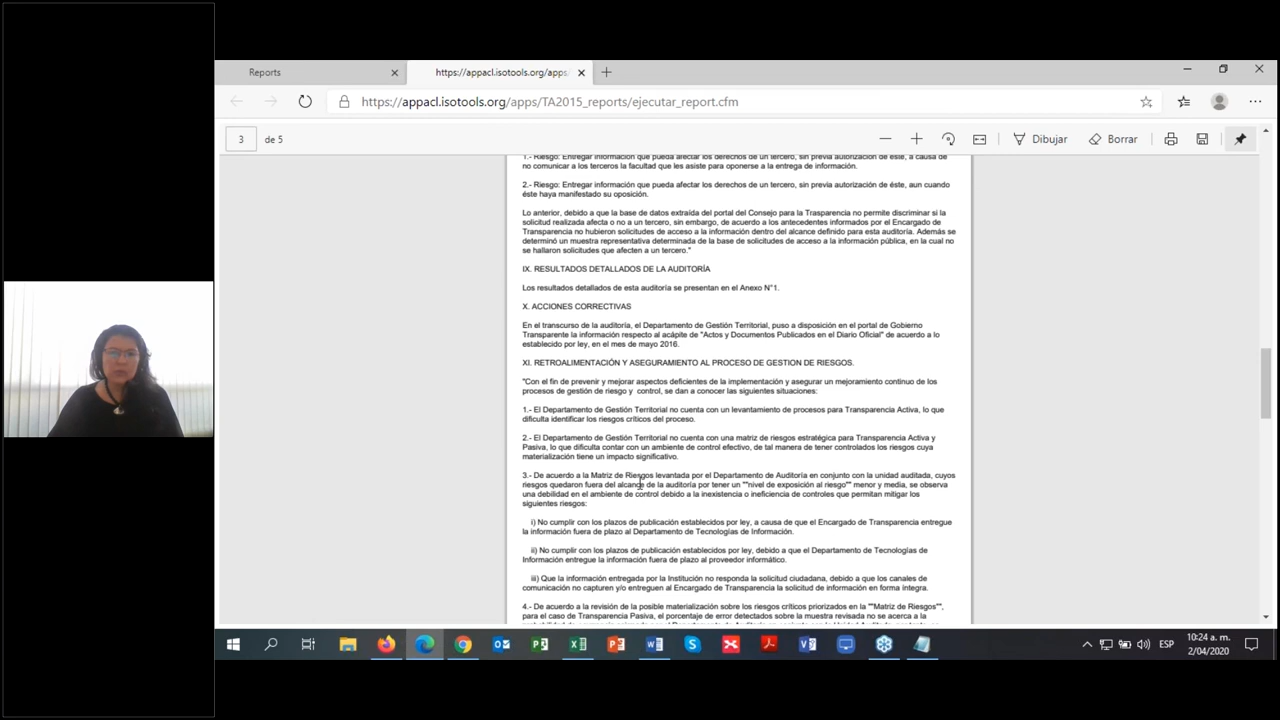 Reports
https://appacl.isotools.org/apps
https://appacl.isotools.org/apps/TA2015_reports/ejecutar_report.cfm
3 de 5
Dibujar
Borrar
1.- Riesgo: Entregar información que pueda afectar los derechos de un tercero, sin previa autorización de éste, a causa de
no comunicar a los terceros la facultad que les asiste para oponerse a la entrega de información.
2.- Riesgo: Entregar información que pueda afectar los derechos de un tercero, sin previa autorización de éste, aun cuando
éste haya manifestado su oposición.
Lo anterior, debido a que la base de datos extraída del portal del Consejo para la Trasparencia no permite discriminar si la
solicitud realizada afecta o no a un tercero, sin embargo, de acuerdo a los antecedentes informados por el Encargado de
Transparencia no hubieron solicitudes de acceso a la información dentro del alcance definido para esta auditoría. Además se
determinó un muestra representativa determinada de la base de solicitudes de acceso a la información pública, en la cual no
se hallaron solicitudes que afecten a un tercero."
IX. RESULTADOS DETALLADOS DE LA AUDITORÍA
Los resultados detallados de esta auditoría se presentan en el Anexo N°1.
X. ACCIONES CORRECTIVAS
En el transcurso de la auditoría, el Departamento de Gestión Territorial, puso a disposición en el portal de Gobierno
Transparente la información respecto al acápite de "Actos y Documentos Publicados en el Diario Oficial" de acuerdo a lo
establecido por ley, en el mes de mayo 2016.
XI. RETROALIMENTACIÓN Y ASEGURAMIENTO AL PROCESO DE GESTION DE RIESGOS.
"Con el fin de prevenir y mejorar aspectos deficientes de la implementación y asegurar un mejoramiento continuo de los
procesos de gestión de riesgo y control, se dan a conocer las siguientes situaciones:
1.- El Departamento de Gestión Territorial no cuenta con un levantamiento de procesos para Transparencia Activa, lo que
dificulta identificar los riesgos críticos del proceso.
2.- El Departamento de Gestión Territorial no cuenta con una matriz de riesgos estratégica para Transparencia Activa y
Pasiva, lo que dificulta contar con un ambiente de control efectivo, de tal manera de tener controlados los riesgos cuya
materialización tiene un impacto significativo.
3.- De acuerdo a la Matriz de Riesgos levantada por el Departamento de Auditoría en conjunto con la unidad auditada, cuyos
riesgos quedaron fuera del alcance de la auditoría por tener un ""nivel de exposición al riesgo"" menor y media, se observa
una debilidad en el ambiente de control debido a la inexistencia o ineficiencia de controles que permitan mitigar los
siguientes riesgos:
i) No cumplir con los plazos de publicación establecidos por ley, a causa de que el Encargado de Transparencia entregue
la información fuera de plazo al Departamento de Tecnologías de Información.
ii) No cumplir con los plazos de publicación establecidos por ley, debido a que el Departamento de Tecnologías de
Información entregue la información fuera de plazo al proveedor informático.
iii) Que la información entregada por la Institución no responda la solicitud ciudadana, debido a que los canales de
comunicación no capturen y/o entreguen al Encargado de Transparencia la solicitud de información en forma íntegra.
4.- De acuerdo a la revisión de la posible materialización sobre los riesgos críticos priorizados en la ""Matriz de Riesgos"",
para el caso de Transparencia Pasiva, el porcentaje de error detectados sobre la muestra revisada no se acerca a la
ESP
10:24 a. m.
2/04/2020